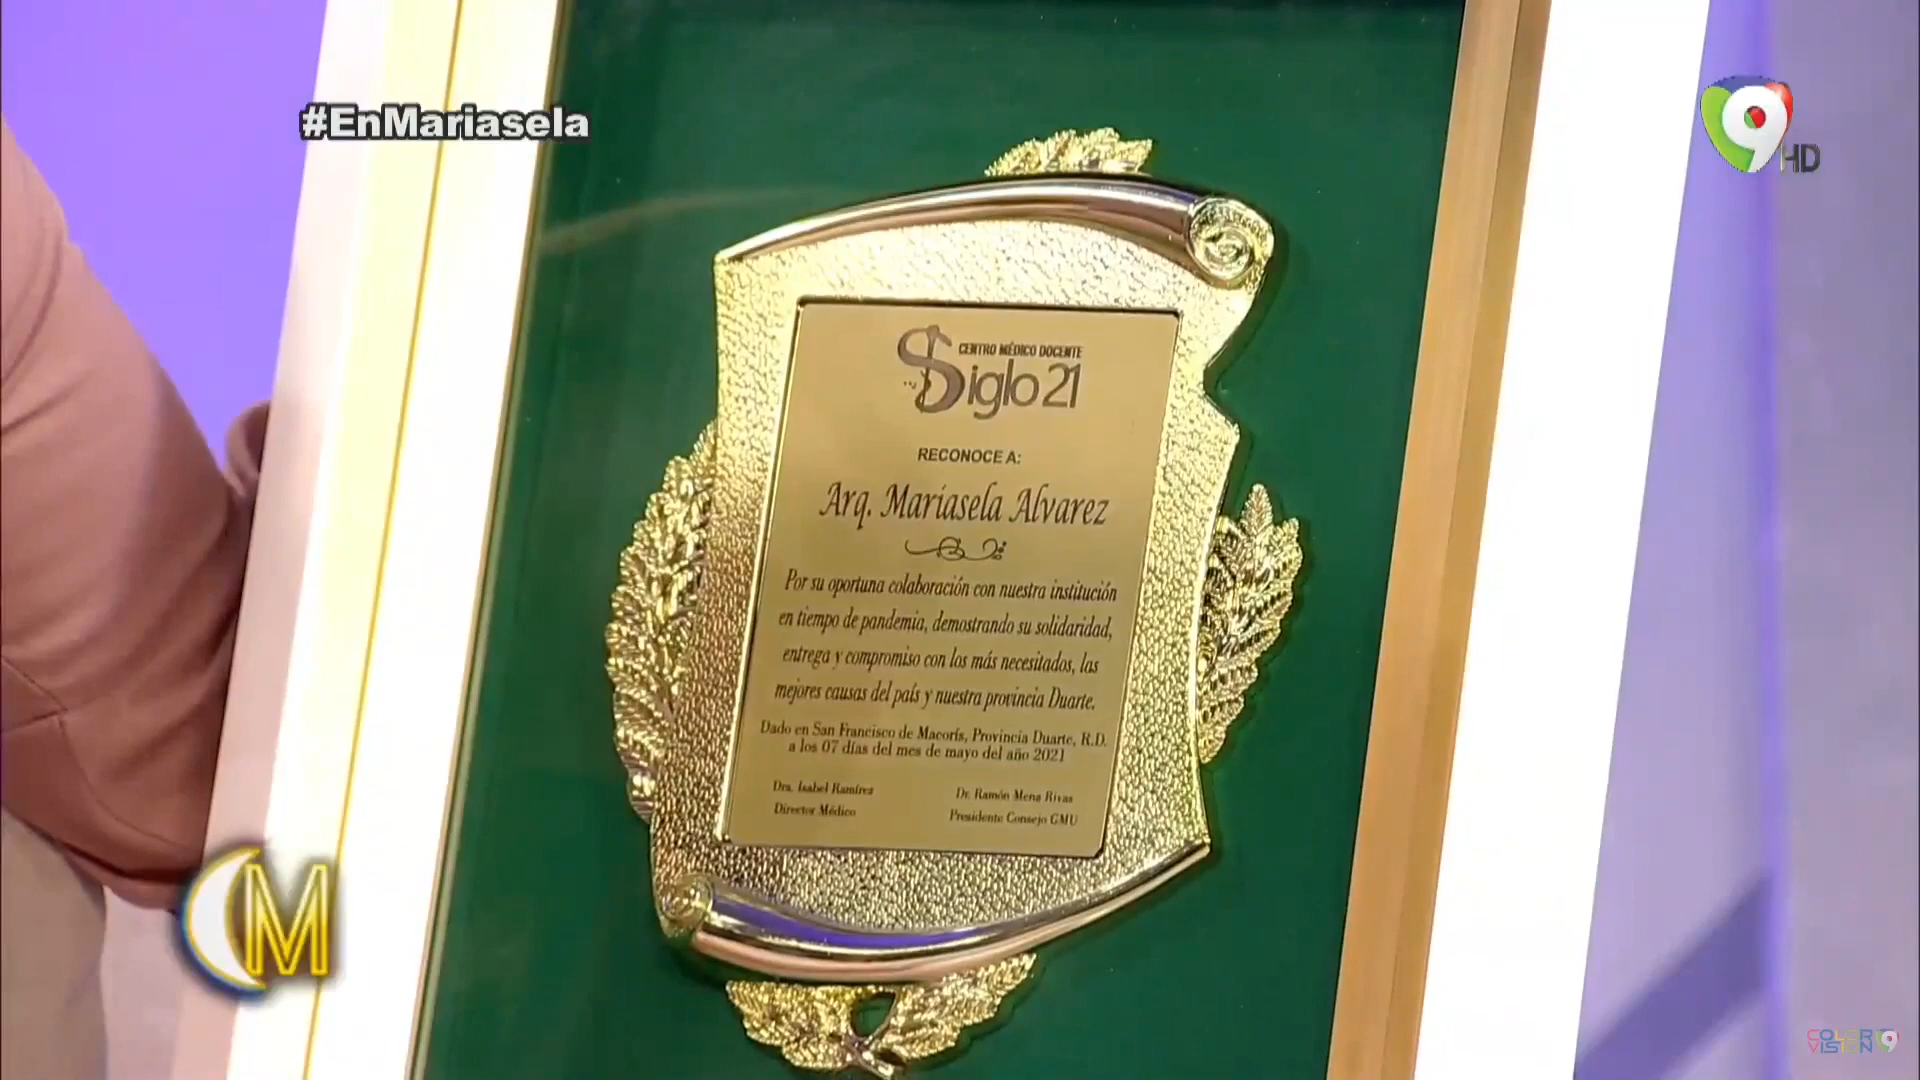 #EnMariasela
9
HD
CENTRO MÉDICO DOCENTE
Siglo 21
RECONOCE A:
Arq. Mariasela Alvarez
Por su oportuna colaboración con nuestra institución
en tiempo de pandemia, demostrando su solidaridad,
entrega y compromiso con los más necesitados, las
mejores causas del país y nuestra provincia Duarte.
Dado en San Francisco de Macorís, Provincia Duarte, R.D.
a los 07 días del mes de mayo del año 2021
Dra. Isabel Ramírez
Director Médico
Dr. Ramón Mena Rivas
Presidente Consejo GMU
M
COLOR
VISION 9